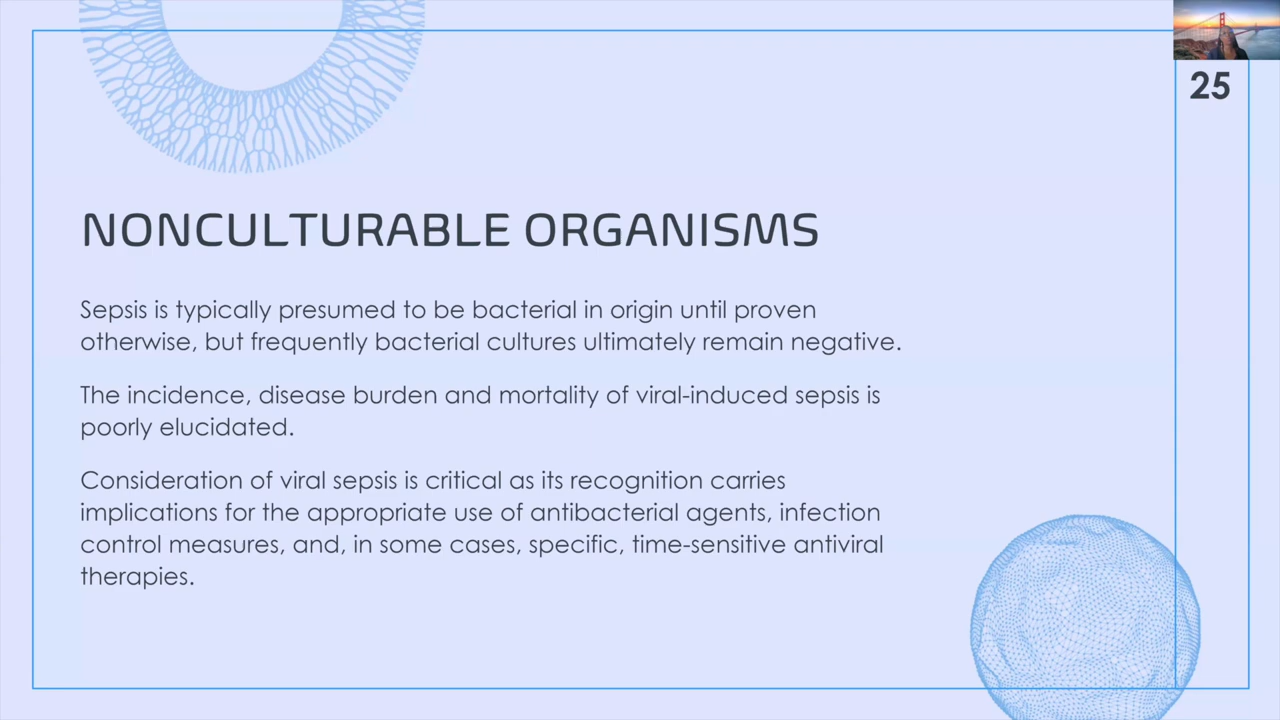 25
NONCULTURABLE ORGANISMS
Sepsis is typically presumed to be bacterial in origin until proven
otherwise, but frequently bacterial cultures ultimately remain negative.
The incidence, disease burden and mortality of viral-induced sepsis is
poorly elucidated.
Consideration of viral sepsis is critical as its recognition carries
implications for the appropriate use of antibacterial agents, infection
control measures, and, in some cases, specific, time-sensitive antiviral
therapies.